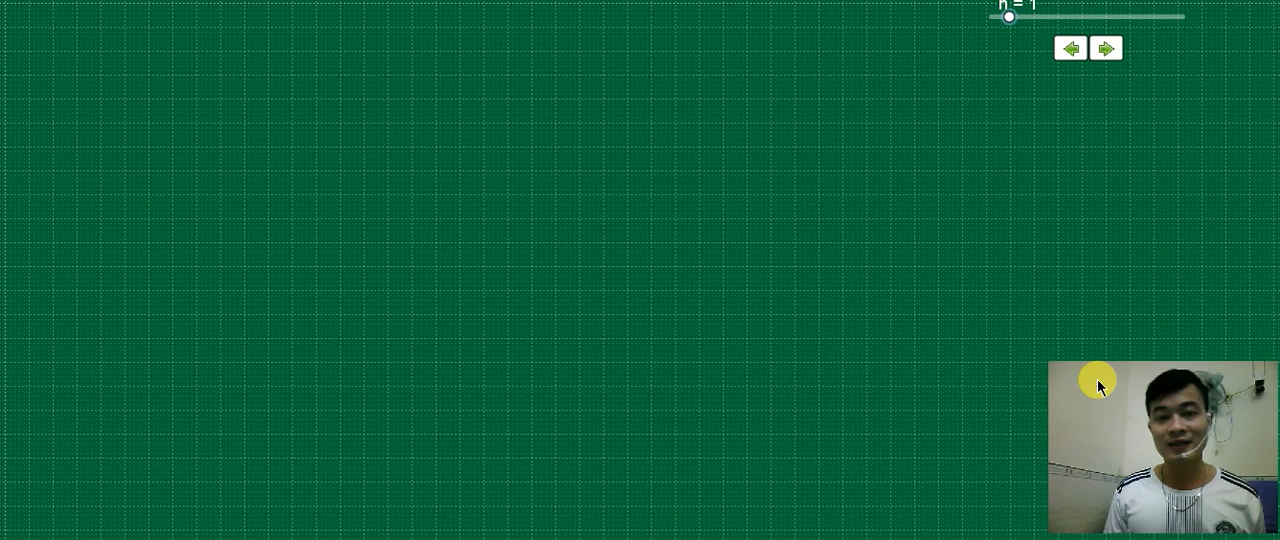 n = 1